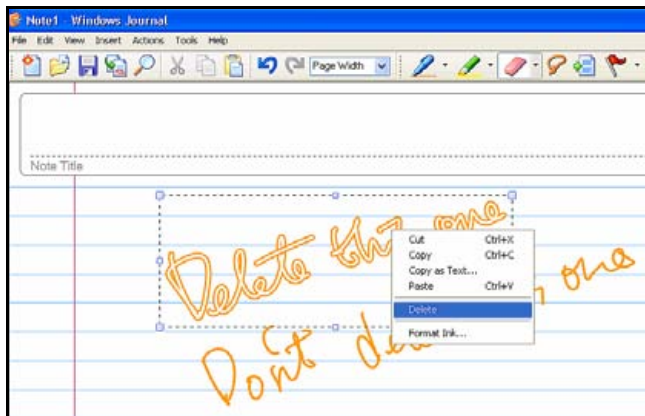 Note1 - Windows Journal
File Edit View Insert Actions Tools Help
Page Width
Note Title
Delete this one
Cut Ctrl+X
Copy Ctrl+C
Copy as Text...
Paste Ctrl+V
Delete
Format Ink...
Don't one